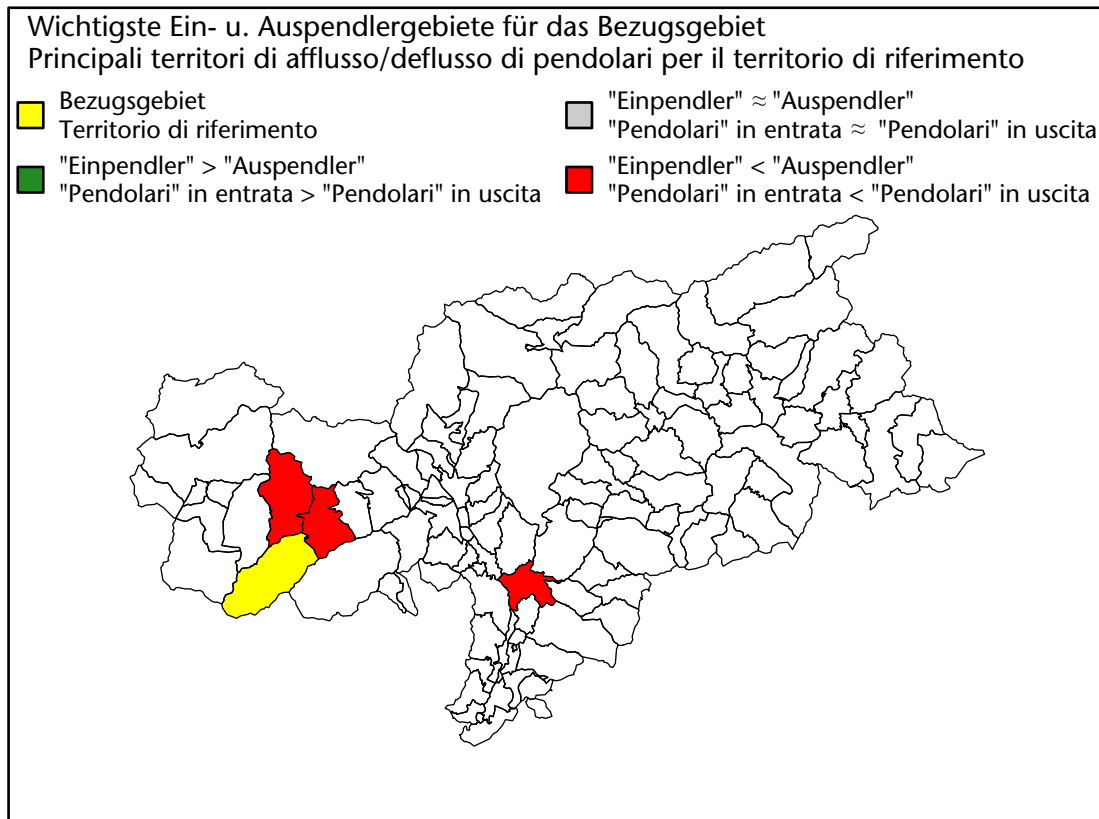 Wichtigste Ein- u. Auspendlergebiete für das Bezugsgebiet
Principali territori di afflusso/deflusso di pendolari per il territorio di riferimento
Bezugsgebiet
Territorio di riferimento
"Einpendler" > "Auspendler"
"Pendolari" in entrata > "Pendolari" in uscita
"Einpendler" ≈ "Auspendler"
"Pendolari" in entrata ≈ "Pendolari" in uscita
"Einpendler" < "Auspendler"
"Pendolari" in entrata < "Pendolari" in uscita